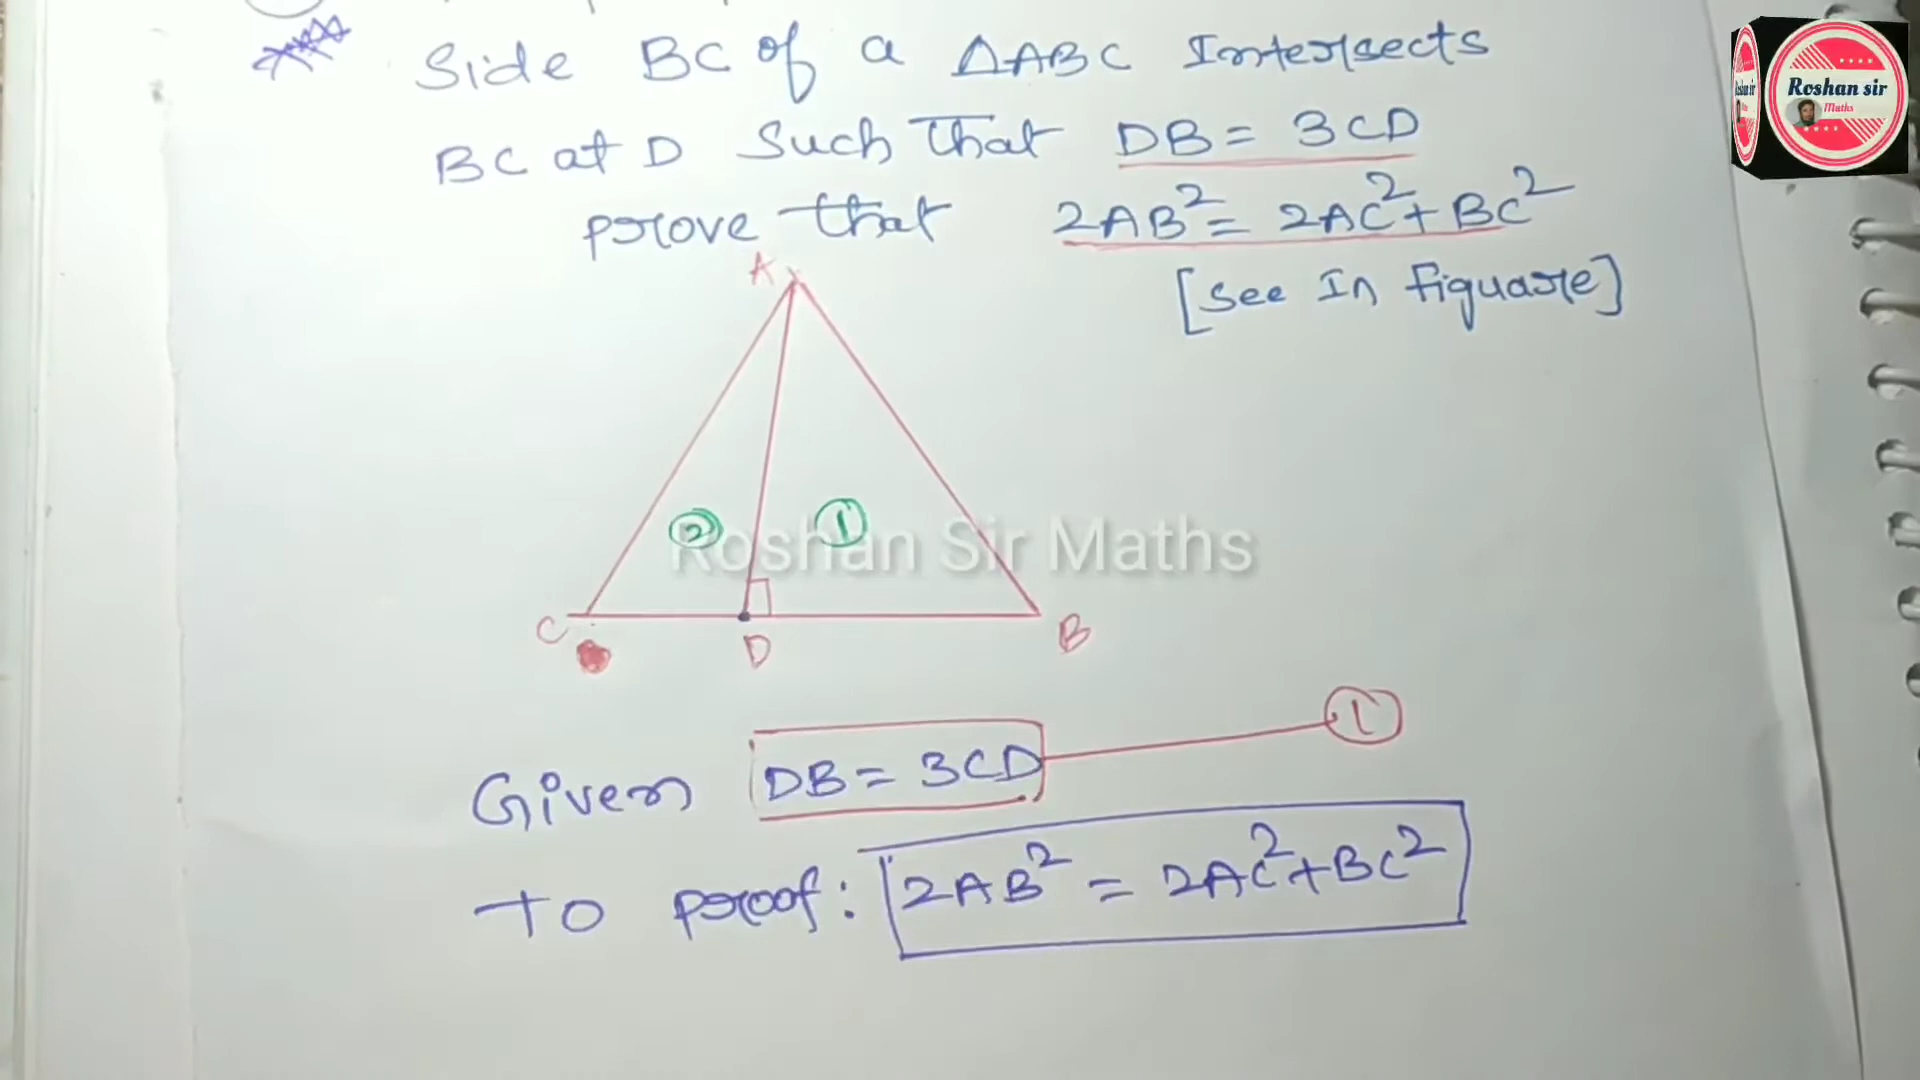 Side BC of a △ABC Intersects
BC at D Such that DB = 3CD
prove that 2AB² = 2AC² + BC²
[See In Figuare]
A
② ①
Roshan Sir Maths
C D B
Given DB = 3CD ①
To proof: 2AB² = 2AC² + BC²
Roshan sir
Maths